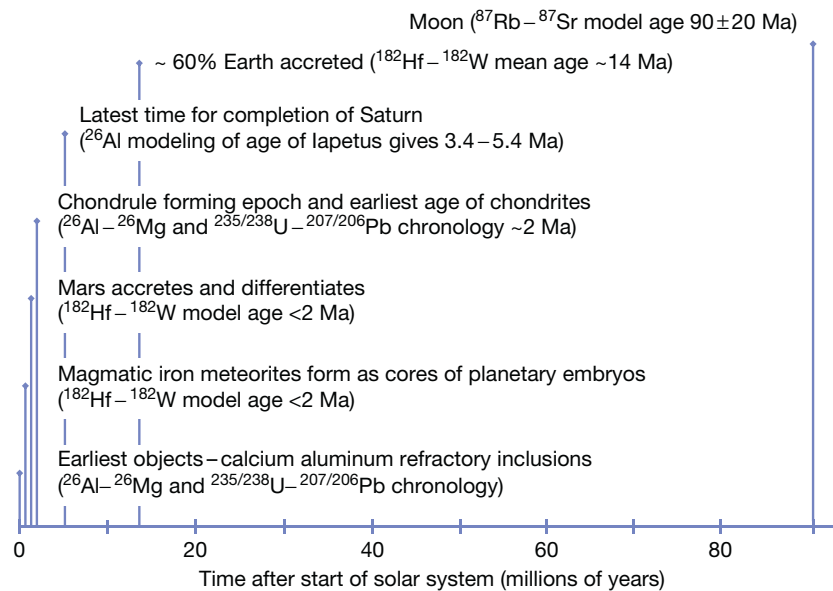 Moon (⁸⁷Rb–⁸⁷Sr model age 90±20 Ma)
~ 60% Earth accreted (¹⁸²Hf–¹⁸²W mean age ~14 Ma)
Latest time for completion of Saturn
(²⁶Al modeling of age of Iapetus gives 3.4–5.4 Ma)
Chondrule forming epoch and earliest age of chondrites
(²⁶Al–²⁶Mg and ²³⁵/²³⁸U–²⁰⁷/²⁰⁶Pb chronology ~2 Ma)
Mars accretes and differentiates
(¹⁸²Hf–¹⁸²W model age <2 Ma)
Magmatic iron meteorites form as cores of planetary embryos
(¹⁸²Hf–¹⁸²W model age <2 Ma)
Earliest objects–calcium aluminum refractory inclusions
(²⁶Al–²⁶Mg and ²³⁵/²³⁸U–²⁰⁷/²⁰⁶Pb chronology)
0 20 40 60 80
Time after start of solar system (millions of years)